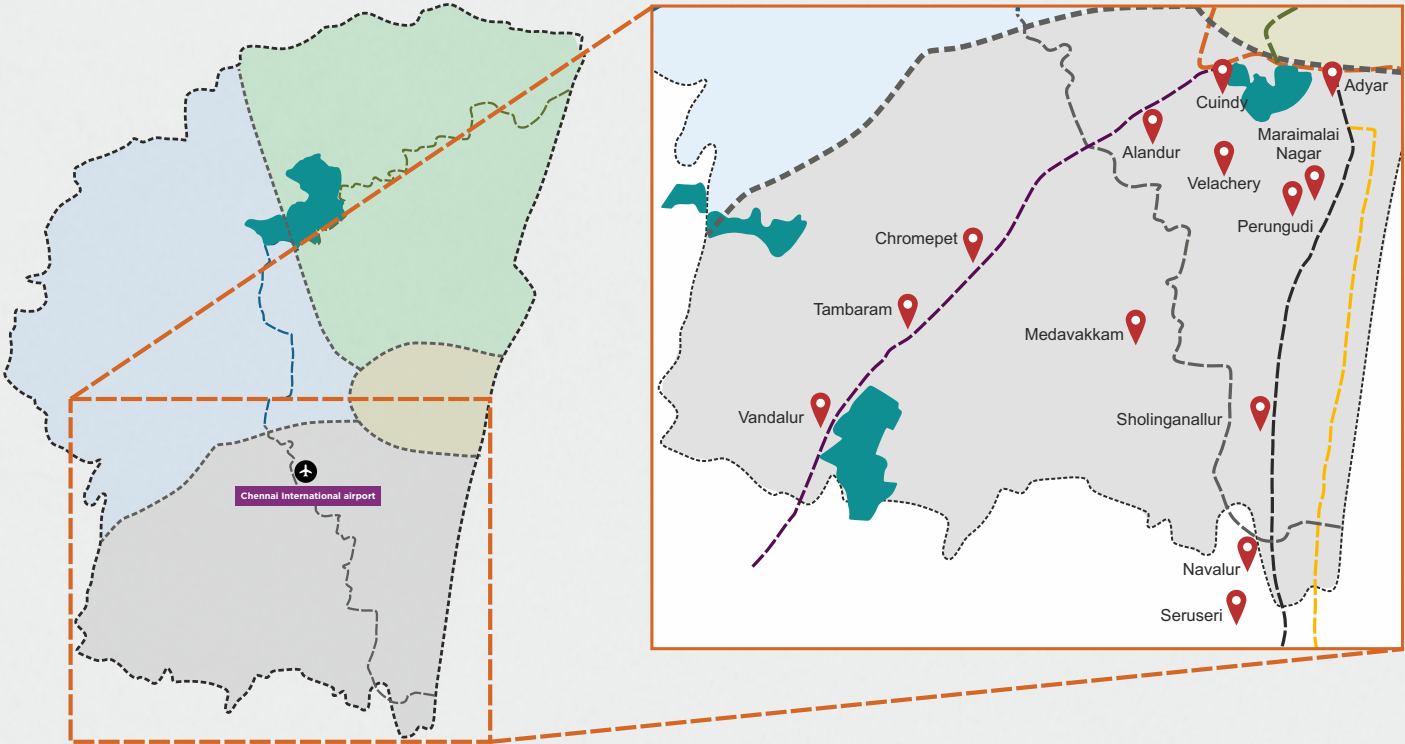 Chennai International airport
Cuindy
Adyar
Alandur
Maraimalai
Nagar
Velachery
Perungudi
Chromepet
Tambaram
Medavakkam
Vandalur
Sholinganallur
Navalur
Seruseri